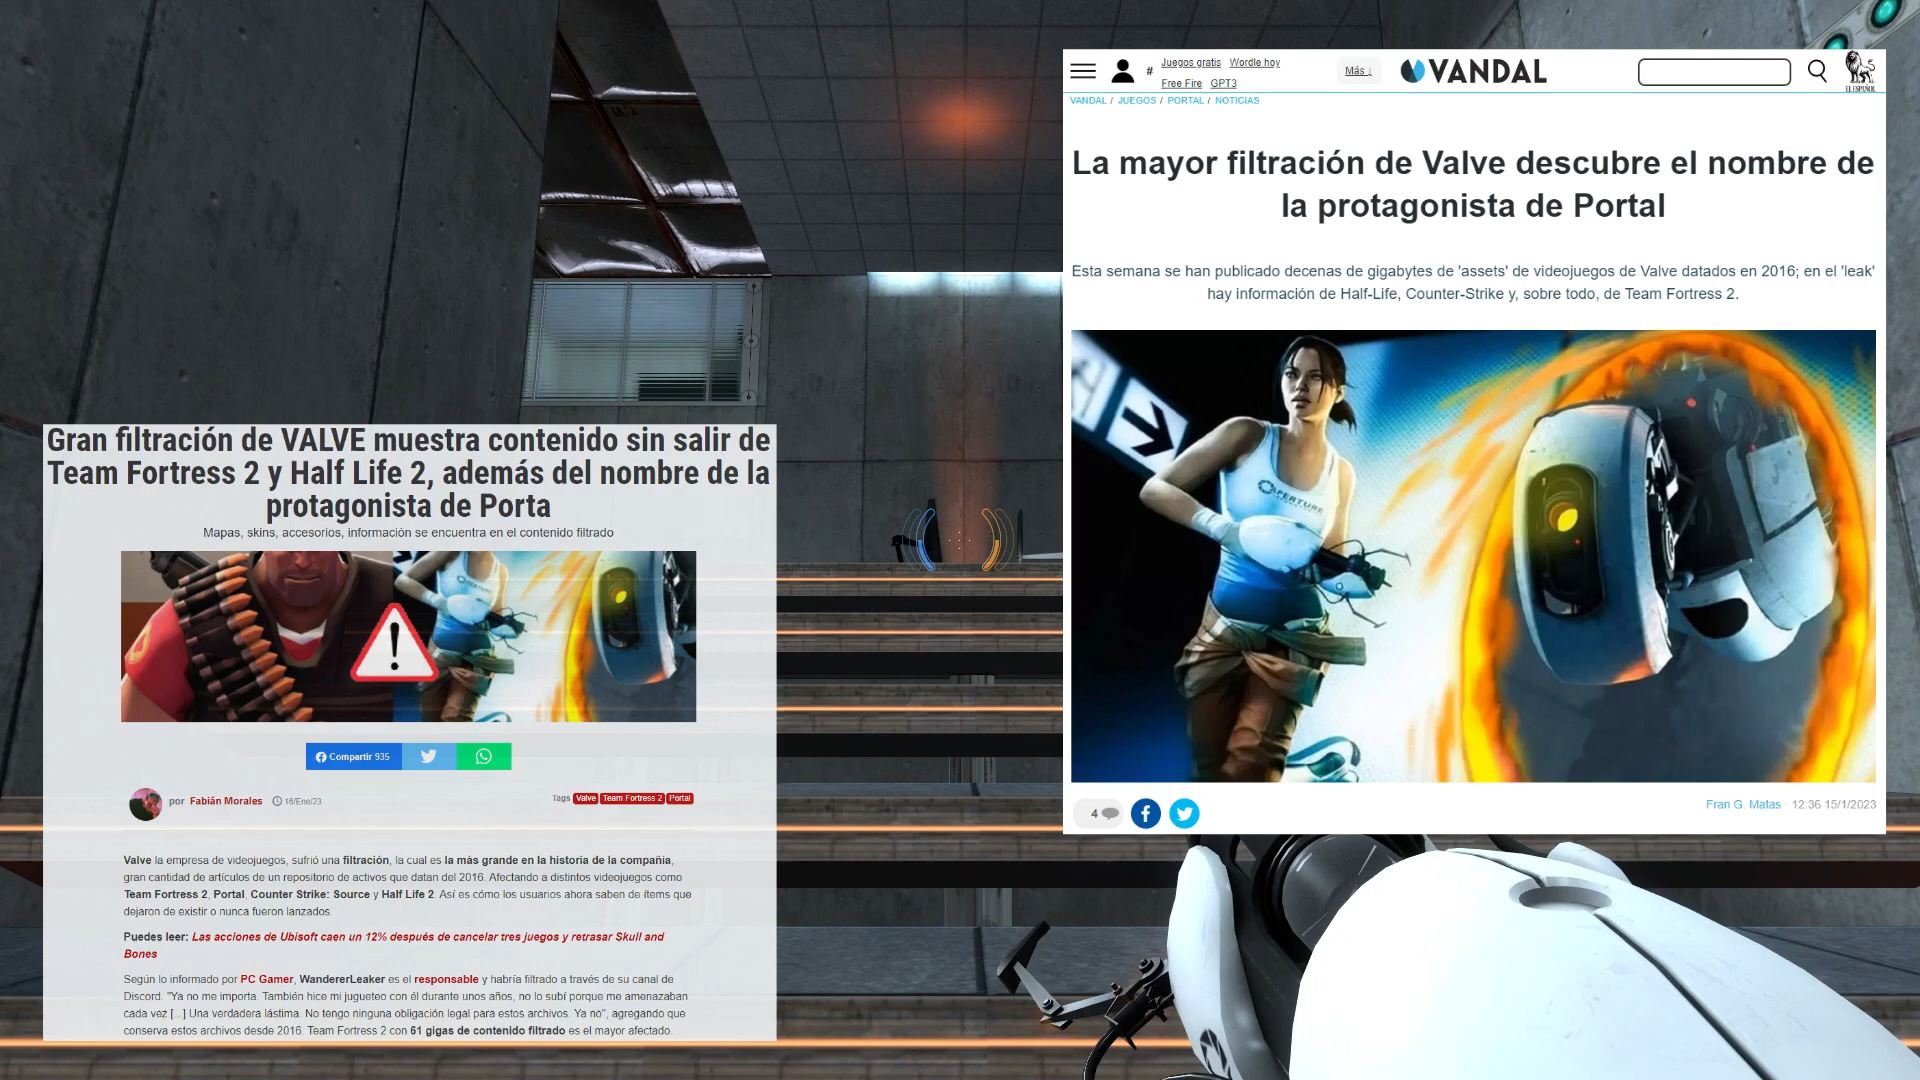 Juegos gratis Wordle hoy
# Más ↓ VANDAL
Free Fire GPT3
EL ESPAÑOL
VANDAL / JUEGOS / PORTAL / NOTICIAS
La mayor filtración de Valve descubre el nombre de
la protagonista de Portal
Esta semana se han publicado decenas de gigabytes de 'assets' de videojuegos de Valve datados en 2016; en el 'leak'
hay información de Half-Life, Counter-Strike y, sobre todo, de Team Fortress 2.
APERTURE
4
Fran G. Matas · 12:36 15/1/2023
Gran filtración de VALVE muestra contenido sin salir de
Team Fortress 2 y Half Life 2, además del nombre de la
protagonista de Porta
Mapas, skins, accesorios, información se encuentra en el contenido filtrado
Compartir 935
por Fabián Morales 16/Ene/23
Tags Valve Team Fortress 2 Portal
Valve la empresa de videojuegos, sufrió una filtración, la cual es la más grande en la historia de la compañia,
gran cantidad de artículos de un repositorio de activos que datan del 2016. Afectando a distintos videojuegos como
Team Fortress 2, Portal, Counter Strike: Source y Half Life 2. Así es cómo los usuarios ahora saben de ítems que
dejaron de existir o nunca fueron lanzados.
Puedes leer: Las acciones de Ubisoft caen un 12% después de cancelar tres juegos y retrasar Skull and
Bones
Según lo informado por PC Gamer, WandererLeaker es el responsable y habría filtrado a través de su canal de
Discord. "Ya no me importa. También hice mi jugueteo con él durante unos años, no lo subí porque me amenazaban
cada vez [...] Una verdadera lástima. No tengo ninguna obligación legal para estos archivos. Ya no", agregando que
conserva estos archivos desde 2016. Team Fortress 2 con 61 gigas de contenido filtrado es el mayor afectado.